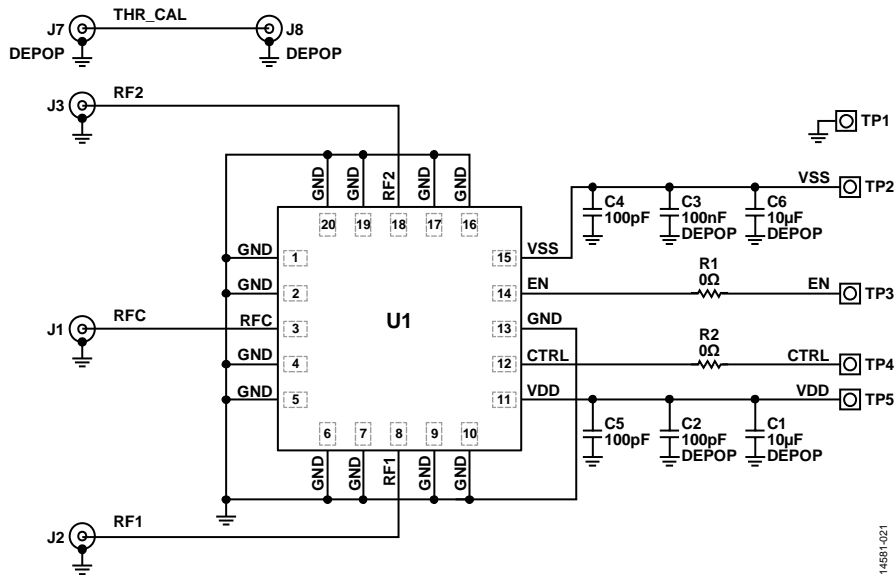 THR_CAL
J7
J8
DEPOP
DEPOP
RF2
J3
TP1
GND
GND
RF2
GND
GND
VSS
TP2
C4
100pF
C3
100nF
DEPOP
C6
10µF
DEPOP
20
19
18
17
16
GND
1
15
VSS
R1
0Ω
GND
2
14
EN
EN
TP3
J1
RFC
RFC
3
U1
13
GND
R2
0Ω
GND
4
12
CTRL
CTRL
TP4
GND
5
11
VDD
VDD
TP5
C5
100pF
C2
100pF
DEPOP
C1
10µF
DEPOP
6
7
8
9
10
GND
GND
RF1
GND
GND
RF1
J2
14581-021